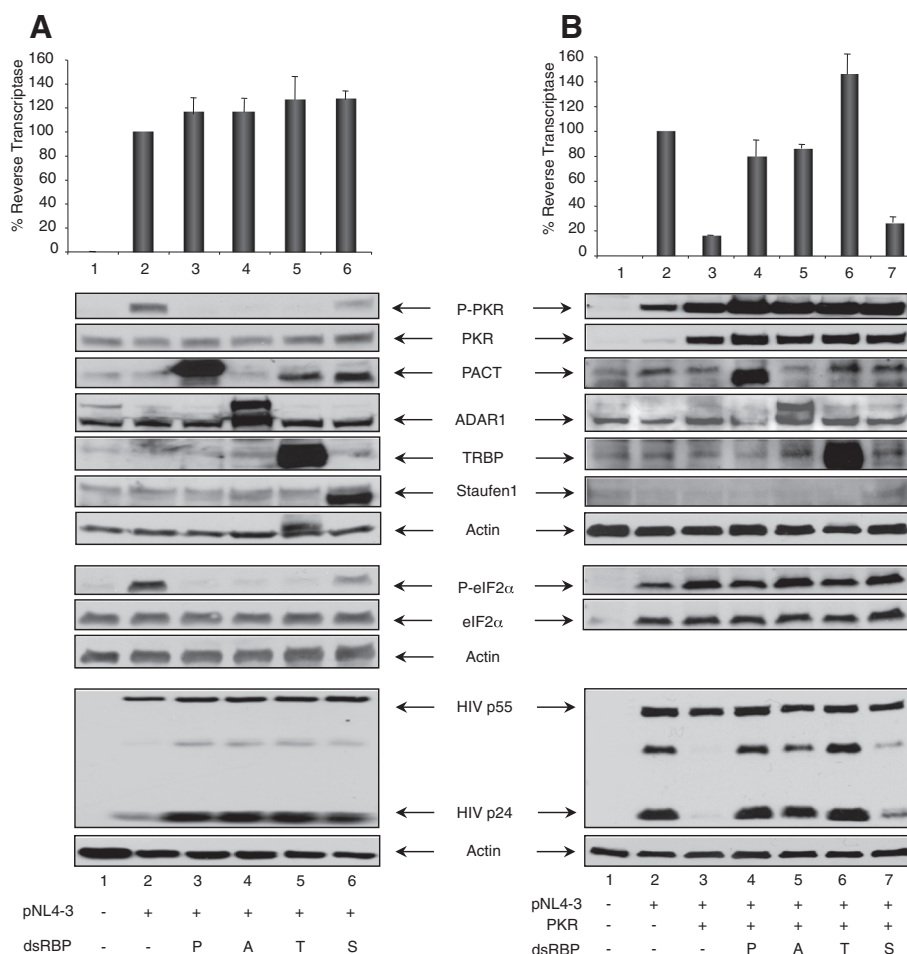 A
B
% Reverse Transcriptase
160
140
120
100
80
60
40
20
0
1 2 3 4 5 6
% Reverse Transcriptase
160
140
120
100
80
60
40
20
0
1 2 3 4 5 6 7
P-PKR
PKR
PACT
ADAR1
TRBP
Staufen1
Actin
P-eIF2α
eIF2α
Actin
HIV p55
HIV p24
Actin
1 2 3 4 5 6
pNL4-3 - + + + + +
dsRBP - - P A T S
1 2 3 4 5 6 7
pNL4-3 - + + + + + +
PKR - - + + + + +
dsRBP - - - P A T S